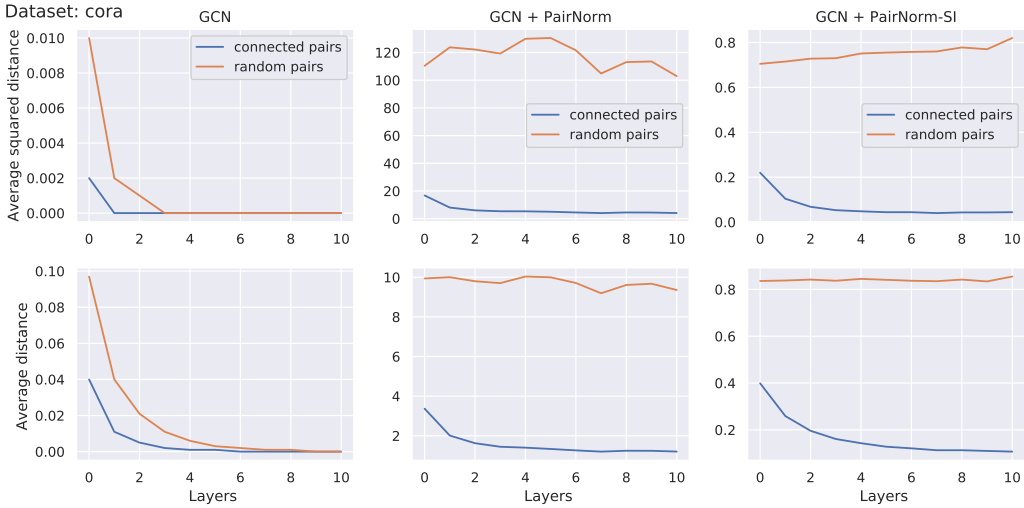 Dataset: cora
GCN
GCN + PairNorm
GCN + PairNorm-SI
Average squared distance
0.010
0.008
0.006
0.004
0.002
0.000
connected pairs
random pairs
0 2 4 6 8 10
120
100
80
60
40
20
0
connected pairs
random pairs
0 2 4 6 8 10
0.8
0.6
0.4
0.2
0.0
connected pairs
random pairs
0 2 4 6 8 10
Average distance
0.10
0.08
0.06
0.04
0.02
0.00
0 2 4 6 8 10
Layers
10
8
6
4
2
0 2 4 6 8 10
Layers
0.8
0.6
0.4
0.2
0 2 4 6 8 10
Layers